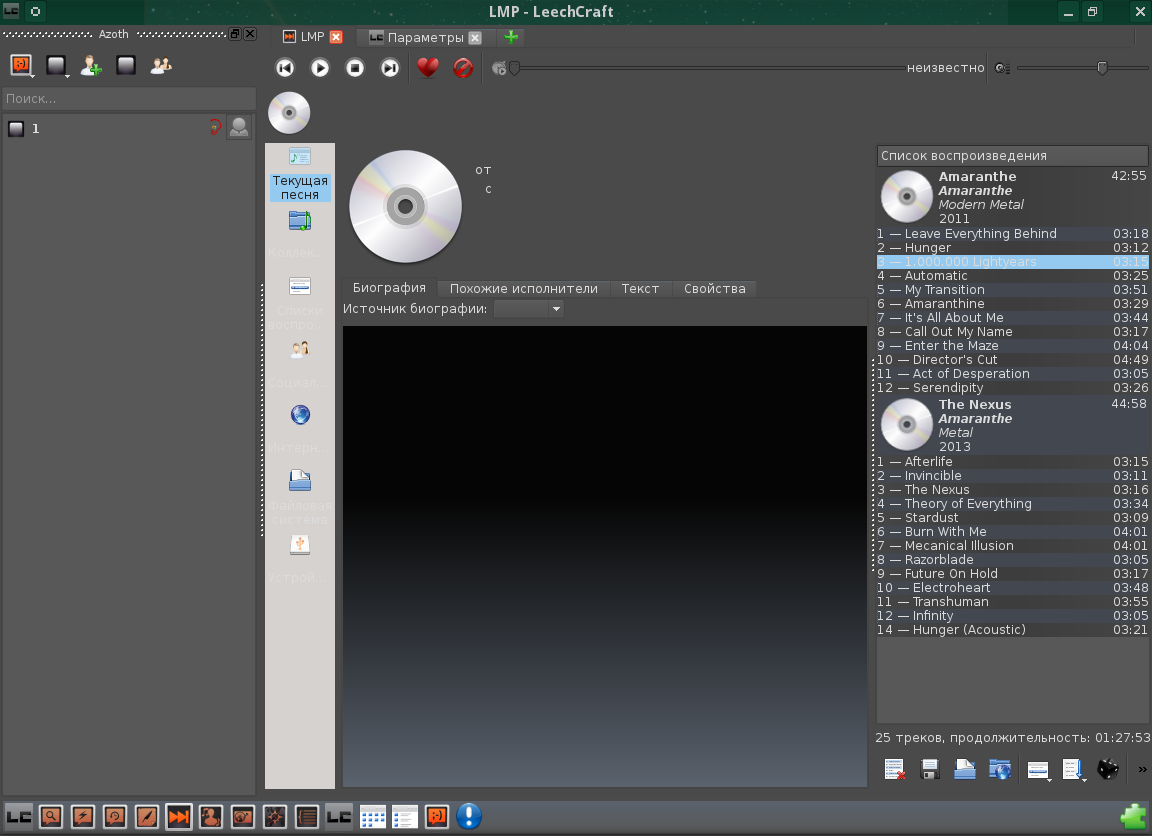 LMP - LeechCraft
Azoth
LMP
Параметры
неизвестно
Поиск...
1
Текущая
песня
Коллек...
Списки
воспро...
Социал...
Интерн...
Файловая
система
Устрой...
от
с
Биография
Похожие исполнители
Текст
Свойства
Источник биографии:
Список воспроизведения
Amaranthe 42:55
Amaranthe
Modern Metal
2011
1 — Leave Everything Behind 03:18
2 — Hunger 03:12
3 — 1.000.000 Lightyears 03:15
4 — Automatic 03:25
5 — My Transition 03:51
6 — Amaranthine 03:29
7 — It's All About Me 03:44
8 — Call Out My Name 03:17
9 — Enter the Maze 04:04
10 — Director's Cut 04:49
11 — Act of Desperation 03:05
12 — Serendipity 03:26
The Nexus 44:58
Amaranthe
Metal
2013
1 — Afterlife 03:15
2 — Invincible 03:11
3 — The Nexus 03:16
4 — Theory of Everything 03:34
5 — Stardust 03:09
6 — Burn With Me 04:01
7 — Mecanical Illusion 04:01
8 — Razorblade 03:05
9 — Future On Hold 03:17
10 — Electroheart 03:48
11 — Transhuman 03:55
12 — Infinity 03:05
14 — Hunger (Acoustic) 03:21
25 треков, продолжительность: 01:27:53
»